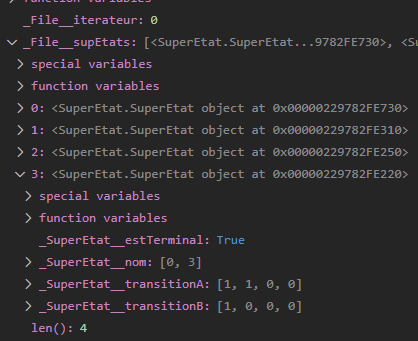 function variables
_File__iterateur: 0
_File__supEtats: [<SuperEtat.SuperEtat...9782FE730>, <Su
special variables
function variables
0: <SuperEtat.SuperEtat object at 0x00000229782FE730>
1: <SuperEtat.SuperEtat object at 0x00000229782FE310>
2: <SuperEtat.SuperEtat object at 0x00000229782FE250>
3: <SuperEtat.SuperEtat object at 0x00000229782FE220>
special variables
function variables
_SuperEtat__estTerminal: True
_SuperEtat__nom: [0, 3]
_SuperEtat__transitionA: [1, 1, 0, 0]
_SuperEtat__transitionB: [1, 0, 0, 0]
len(): 4